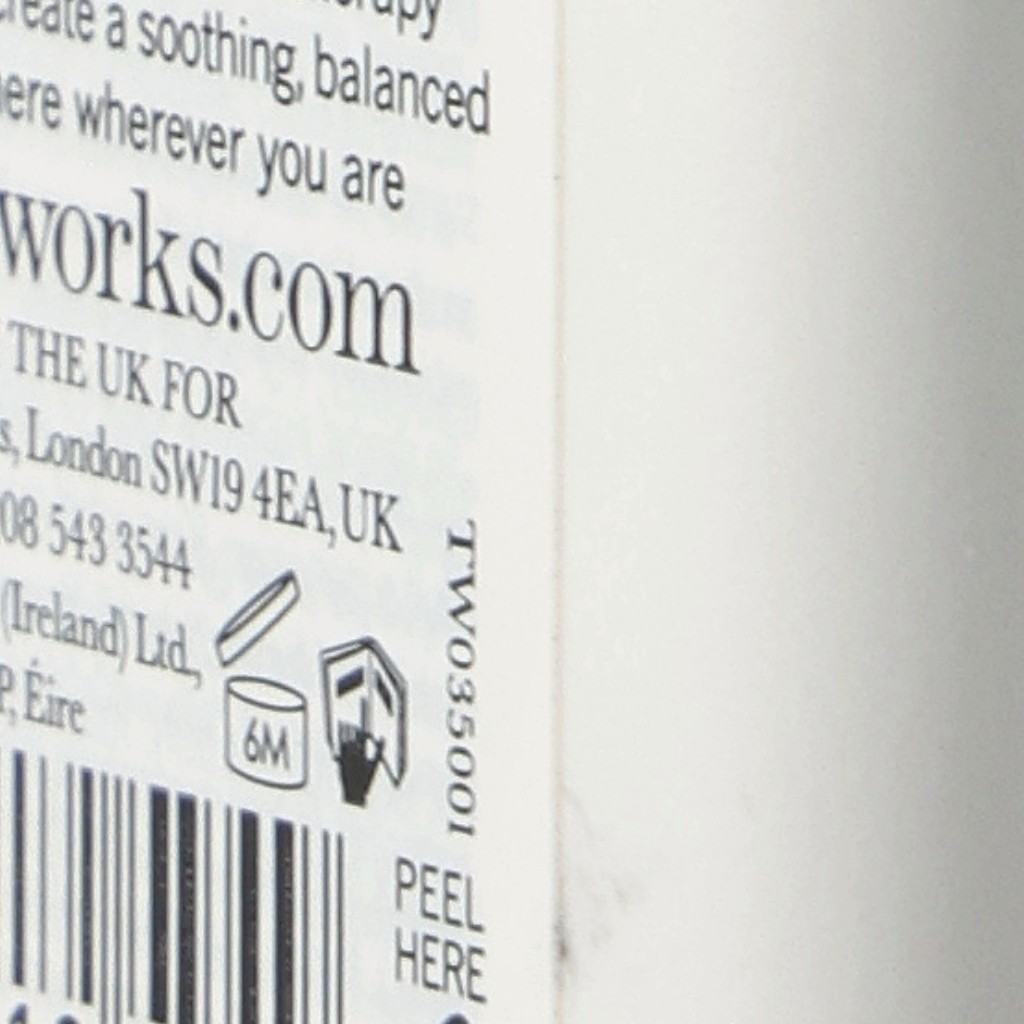 create a soothing, balanced
wherever you are
works.com
THE UK FOR
London SW19 4EA, UK
08 543 3544
(Ireland) Ltd.,
P, Éire
6M
TW035001
PEEL
HERE